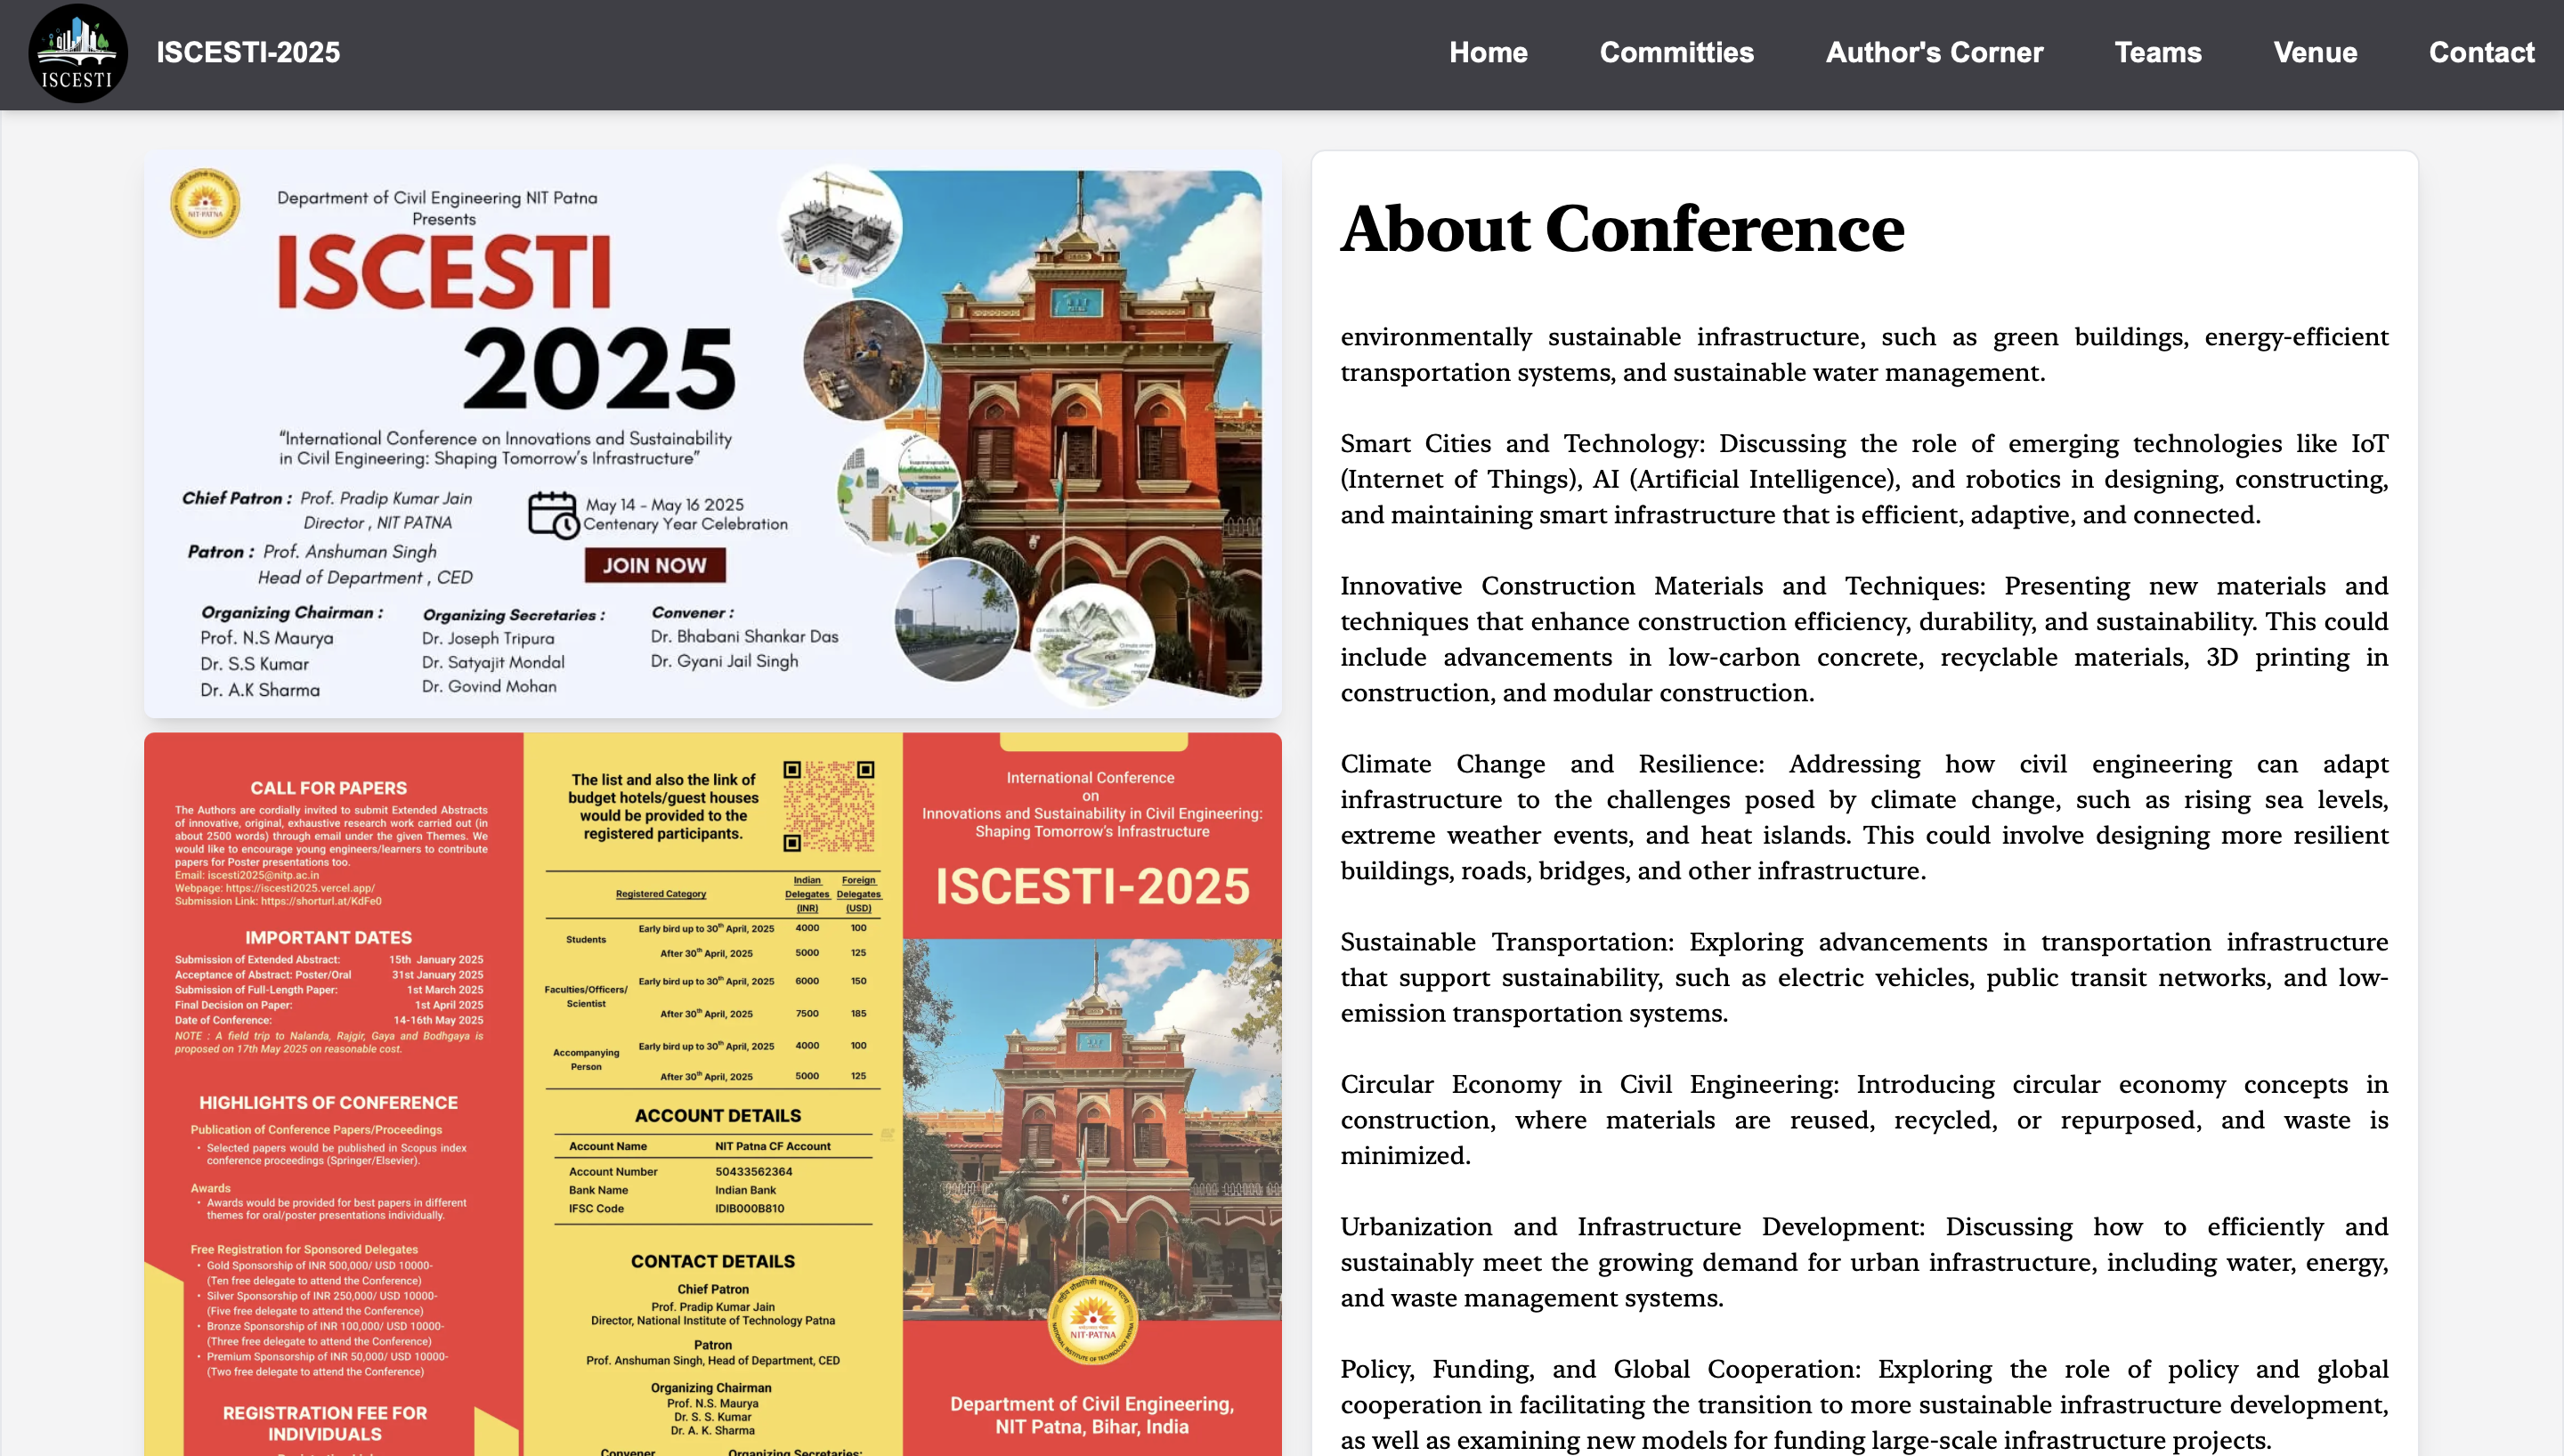 ISCESTI
ISCESTI-2025
Home
Committies
Author's Corner
Teams
Venue
Contact
NIT-PATNA
Department of Civil Engineering NIT Patna
Presents
ISCESTI
2025
“International Conference on Innovations and Sustainability
in Civil Engineering: Shaping Tomorrow’s Infrastructure”
Chief Patron : Prof. Pradip Kumar Jain
Director , NIT PATNA
Patron : Prof. Anshuman Singh
Head of Department , CED
May 14 - May 16 2025
Centenary Year Celebration
JOIN NOW
Organizing Chairman :
Prof. N.S Maurya
Dr. S.S Kumar
Dr. A.K Sharma
Organizing Secretaries :
Dr. Joseph Tripura
Dr. Satyajit Mondal
Dr. Govind Mohan
Convener :
Dr. Bhabani Shankar Das
Dr. Gyani Jail Singh
CALL FOR PAPERS
The Authors are cordially invited to submit Extended Abstracts
of innovative, original, exhaustive research work carried out (in
about 2500 words) through email under the given Themes. We
would like to encourage young engineers/learners to contribute
papers for Poster presentations too.
Email: iscesti2025@nitp.ac.in
Webpage: https://iscesti2025.vercel.app/
Submission Link: https://shorturl.at/KdFe0
IMPORTANT DATES
Submission of Extended Abstract: 15th January 2025
Acceptance of Abstract: Poster/Oral 31st January 2025
Submission of Full-Length Paper: 1st March 2025
Final Decision on Paper: 1st April 2025
Date of Conference: 14-16th May 2025
NOTE : A field trip to Nalanda, Rajgir, Gaya and Bodhgaya is
proposed on 17th May 2025 on reasonable cost.
HIGHLIGHTS OF CONFERENCE
Publication of Conference Papers/Proceedings
• Selected papers would be published in Scopus index
conference proceedings (Springer/Elsevier).
Awards
• Awards would be provided for best papers in different
themes for oral/poster presentations individually.
Free Registration for Sponsored Delegates
• Gold Sponsorship of INR 500,000/ USD 10000-
(Ten free delegate to attend the Conference)
• Silver Sponsorship of INR 250,000/ USD 10000-
(Five free delegate to attend the Conference)
• Bronze Sponsorship of INR 100,000/ USD 10000-
(Three free delegate to attend the Conference)
• Premium Sponsorship of INR 50,000/ USD 10000-
(Two free delegate to attend the Conference)
REGISTRATION FEE FOR
INDIVIDUALS
The list and also the link of
budget hotels/guest houses
would be provided to the
registered participants.
Registered Category
Indian
Delegates
(INR)
Foreign
Delegates
(USD)
Students
Early bird up to 30th April, 2025 4000 100
After 30th April, 2025 5000 125
Faculties/Officers/
Scientist
Early bird up to 30th April, 2025 6000 150
After 30th April, 2025 7500 185
Accompanying
Person
Early bird up to 30th April, 2025 4000 100
After 30th April, 2025 5000 125
ACCOUNT DETAILS
Account Name NIT Patna CF Account
Account Number 50433562364
Bank Name Indian Bank
IFSC Code IDIB000B810
CONTACT DETAILS
Chief Patron
Prof. Pradip Kumar Jain
Director, National Institute of Technology Patna
Patron
Prof. Anshuman Singh, Head of Department, CED
Organizing Chairman
Prof. N.S. Maurya
Dr. S. S. Kumar
Dr. A. K. Sharma
Convener Organizing Secretaries:
International Conference
on
Innovations and Sustainability in Civil Engineering:
Shaping Tomorrow’s Infrastructure
ISCESTI-2025
NIT-PATNA
Department of Civil Engineering,
NIT Patna, Bihar, India
About Conference
environmentally sustainable infrastructure, such as green buildings, energy-efficient
transportation systems, and sustainable water management.
Smart Cities and Technology: Discussing the role of emerging technologies like IoT
(Internet of Things), AI (Artificial Intelligence), and robotics in designing, constructing,
and maintaining smart infrastructure that is efficient, adaptive, and connected.
Innovative Construction Materials and Techniques: Presenting new materials and
techniques that enhance construction efficiency, durability, and sustainability. This could
include advancements in low-carbon concrete, recyclable materials, 3D printing in
construction, and modular construction.
Climate Change and Resilience: Addressing how civil engineering can adapt
infrastructure to the challenges posed by climate change, such as rising sea levels,
extreme weather events, and heat islands. This could involve designing more resilient
buildings, roads, bridges, and other infrastructure.
Sustainable Transportation: Exploring advancements in transportation infrastructure
that support sustainability, such as electric vehicles, public transit networks, and low-
emission transportation systems.
Circular Economy in Civil Engineering: Introducing circular economy concepts in
construction, where materials are reused, recycled, or repurposed, and waste is
minimized.
Urbanization and Infrastructure Development: Discussing how to efficiently and
sustainably meet the growing demand for urban infrastructure, including water, energy,
and waste management systems.
Policy, Funding, and Global Cooperation: Exploring the role of policy and global
cooperation in facilitating the transition to more sustainable infrastructure development,
as well as examining new models for funding large-scale infrastructure projects.